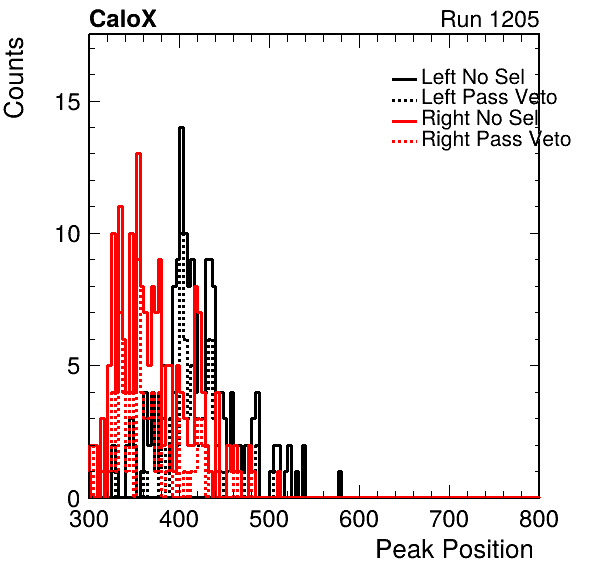 CaloX Run 1205
Counts
Left No Sel
Left Pass Veto
Right No Sel
Right Pass Veto
15
10
5
0
300 400 500 600 700 800
Peak Position